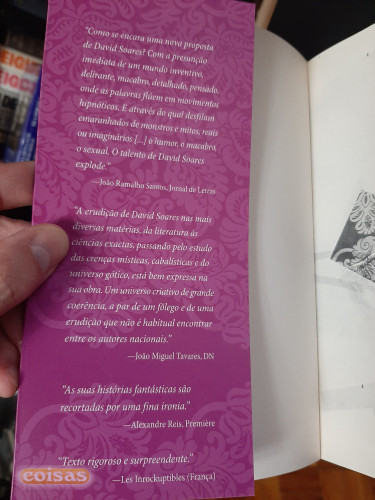 "Como se encara uma nova proposta
de David Soares? Com a presunção
imediata de um mundo inventivo,
delirante, macabro, detalhado, pensado,
onde as palavras flúem em movimentos
hipnóticos. E através do qual desfilam
emaranhados de monstros e mitos, reais
ou imaginários [...] o humor, o macabro,
o sexual. O talento de David Soares
explode."
—João Ramalho Santos, Jornal de Letras
"A erudição de David Soares nas mais
diversas matérias, da literatura às
ciências exactas, passando pelo estudo
das crenças místicas, cabalísticas e do
universo gótico, está bem expressa na
sua obra. Um universo criativo de grande
coerência, a par de um fôlego e de uma
erudição que não é habitual encontrar
entre os autores nacionais."
—João Miguel Tavares, DN
"As suas histórias fantásticas são
recortadas por uma fina ironia."
—Alexandre Reis, Première
"Texto rigoroso e surpreendente."
—Les Inrockuptibles (França)
coisas